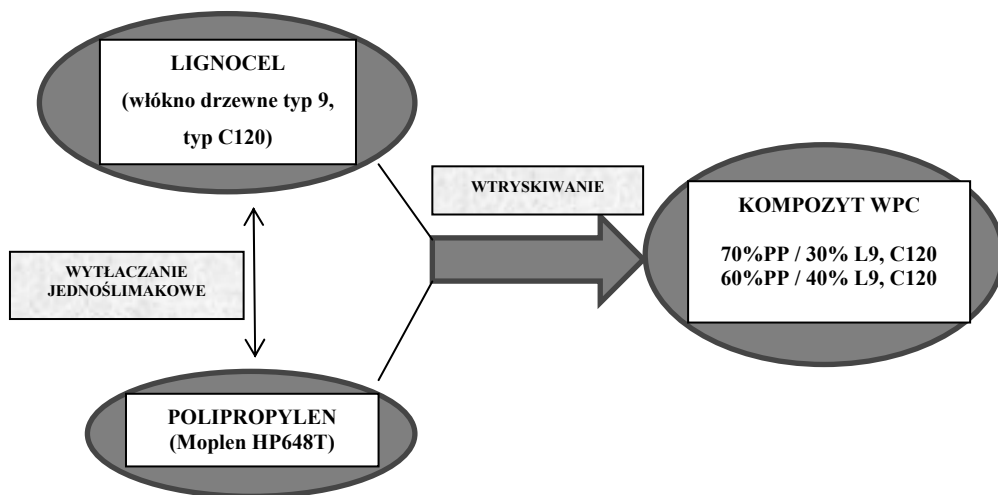 LIGNOCEL
(włókno drzewne typ 9,
typ C120)
WYTŁACZANIE
JEDNOŚLIMAKOWE
POLIPROPYLEN
(Moplen HP648T)
WTRYSKIWANIE
KOMPOZYT WPC
70%PP / 30% L9, C120
60%PP / 40% L9, C120